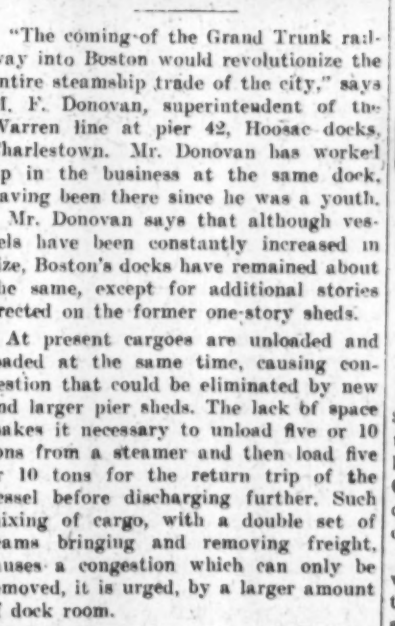 "The coming of the Grand Trunk rail-
way into Boston would revolutionize the
entire steamship trade of the city," says
M. F. Donovan, superintendent of the
Warren line at pier 42, Hoosac docks,
Charlestown. Mr. Donovan has worked
up in the business at the same dock,
having been there since he was a youth.
Mr. Donovan says that although ves-
sels have been constantly increased in
size, Boston's docks have remained about
the same, except for additional stories
erected on the former one-story sheds.
At present cargoes are unloaded and
loaded at the same time, causing con-
gestion that could be eliminated by new
and larger pier sheds. The lack of space
makes it necessary to unload five or 10
tons from a steamer and then load five
or 10 tons for the return trip of the
vessel before discharging further. Such
mixing of cargo, with a double set of
teams bringing and removing freight,
causes a congestion which can only be
removed, it is urged, by a larger amount
of dock room.